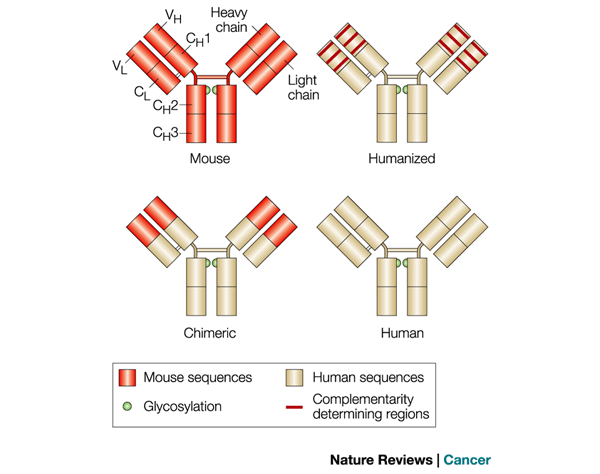 VH
CH1
VL
CL
CH2
CH3
Heavy
chain
Light
chain
Mouse
Humanized
Chimeric
Human
Mouse sequences
Human sequences
Glycosylation
Complementarity
determining regions
Nature Reviews | Cancer